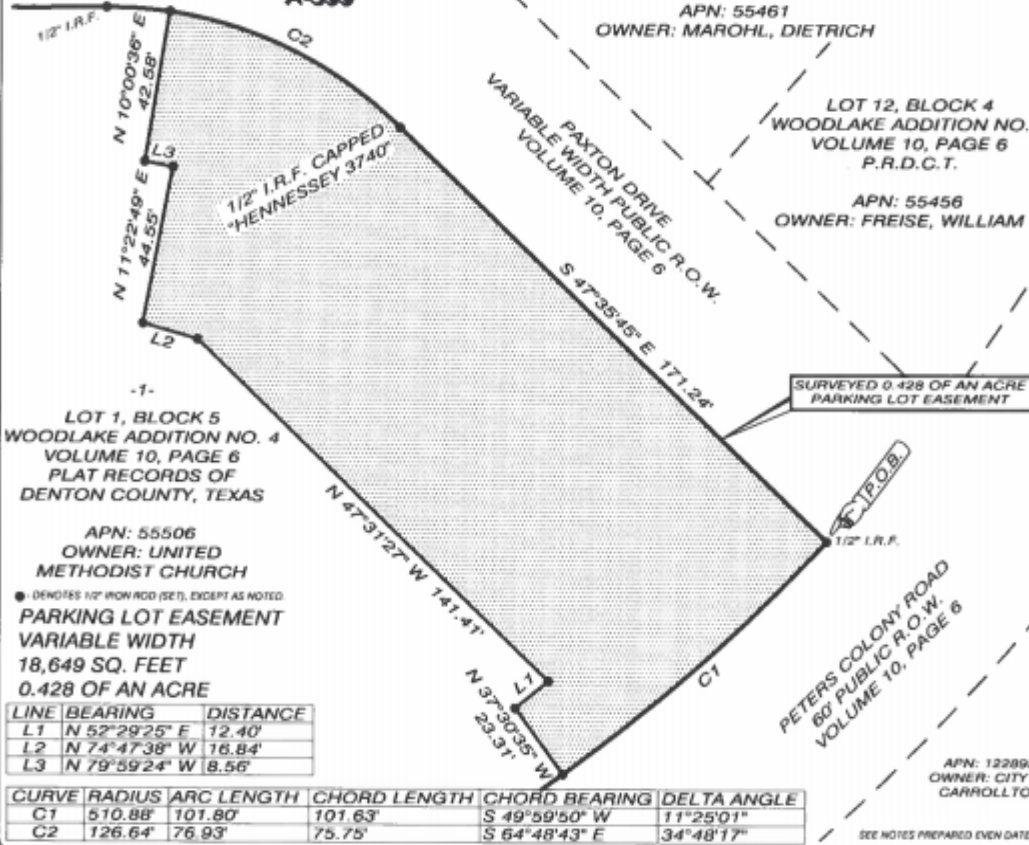 1/2" I.R.F.
C2
APN: 55461
OWNER: MAROHL, DIETRICH
N 10°00'36" E
42.58'
L3
1/2" I.R.F. CAPPED
"HENNESSEY 3740"
PAXTON DRIVE
VARIABLE WIDTH PUBLIC R.O.W.
VOLUME 10, PAGE 6
LOT 12, BLOCK 4
WOODLAKE ADDITION NO.
VOLUME 10, PAGE 6
P.R.D.C.T.
APN: 55456
OWNER: FREISE, WILLIAM
N 11°22'49" E
44.55'
L2
S 47°35'45" E 171.24'
SURVEYED 0.428 OF AN ACRE
PARKING LOT EASEMENT
-1-
LOT 1, BLOCK 5
WOODLAKE ADDITION NO. 4
VOLUME 10, PAGE 6
PLAT RECORDS OF
DENTON COUNTY, TEXAS
APN: 55506
OWNER: UNITED
METHODIST CHURCH
P.O.B.
1/2" I.R.F.
N 47°31'27" W 141.41'
DENOTES 1/2" IRON ROD (SET), EXCEPT AS NOTED.
PARKING LOT EASEMENT
VARIABLE WIDTH
18,649 SQ. FEET
0.428 OF AN ACRE
L1
N 37°30'35" W
23.31'
C1
PETERS COLONY ROAD
60' PUBLIC R.O.W.
VOLUME 10, PAGE 6
LINE BEARING DISTANCE
L1 N 52°29'25" E 12.40'
L2 N 74°47'38" W 16.84'
L3 N 79°59'24" W 8.56'
APN: 12289
OWNER: CITY
CARROLLTO
CURVE RADIUS ARC LENGTH CHORD LENGTH CHORD BEARING DELTA ANGLE
C1 510.88' 101.80' 101.63' S 49°59'50" W 11°25'01"
C2 126.64' 76.93' 75.75' S 64°48'43" E 34°48'17"
SEE NOTES PREPARED EVEN DATE